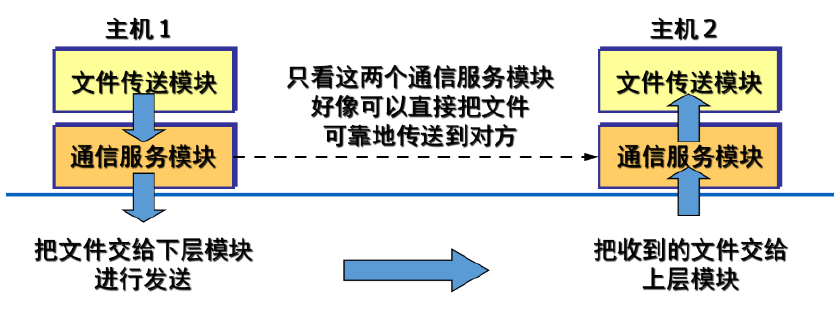 主机 1
主机 2
文件传送模块
只看这两个通信服务模块
好像可以直接把文件
可靠地传送到对方
文件传送模块
通信服务模块
通信服务模块
把文件交给下层模块
进行发送
把收到的文件交给
上层模块